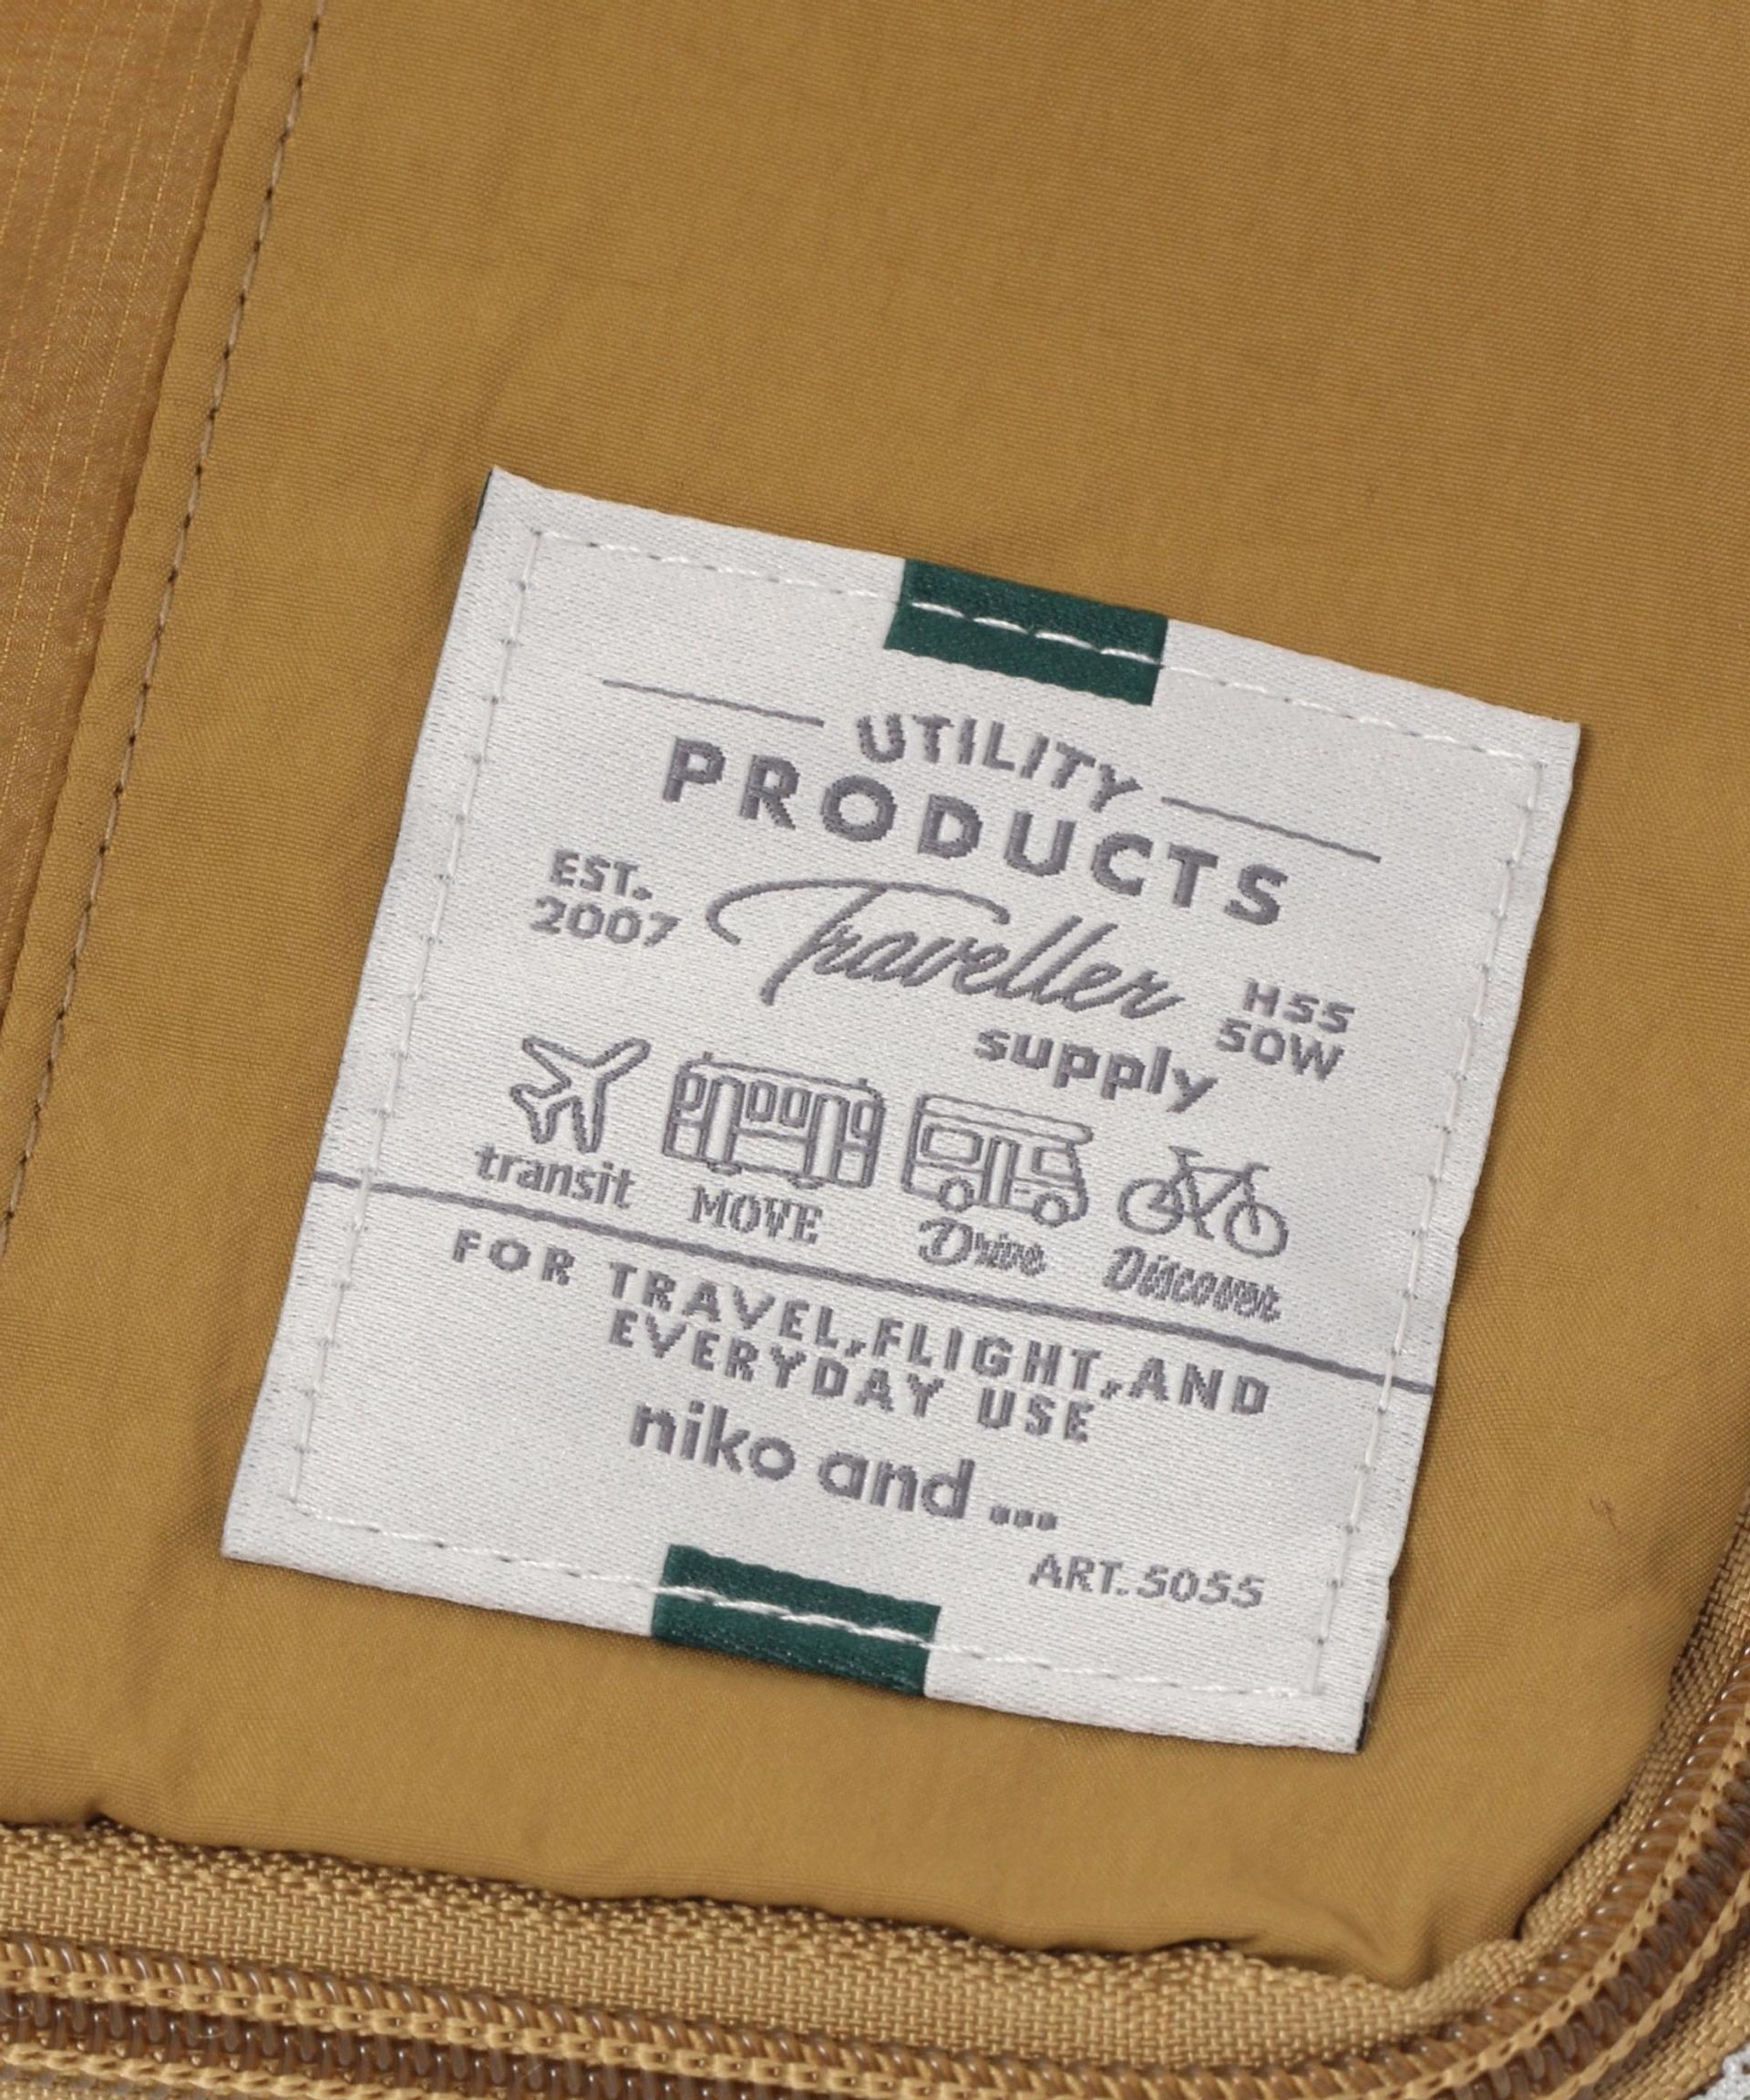 UTILITY
PRODUCTS
EST.
2007
Traveller
HSS
50W
supply
transit
MOVE
Drive
Discover
FOR TRAVEL,FLIGHT,AND
EVERYDAY USE
niko and ...
ART.5055